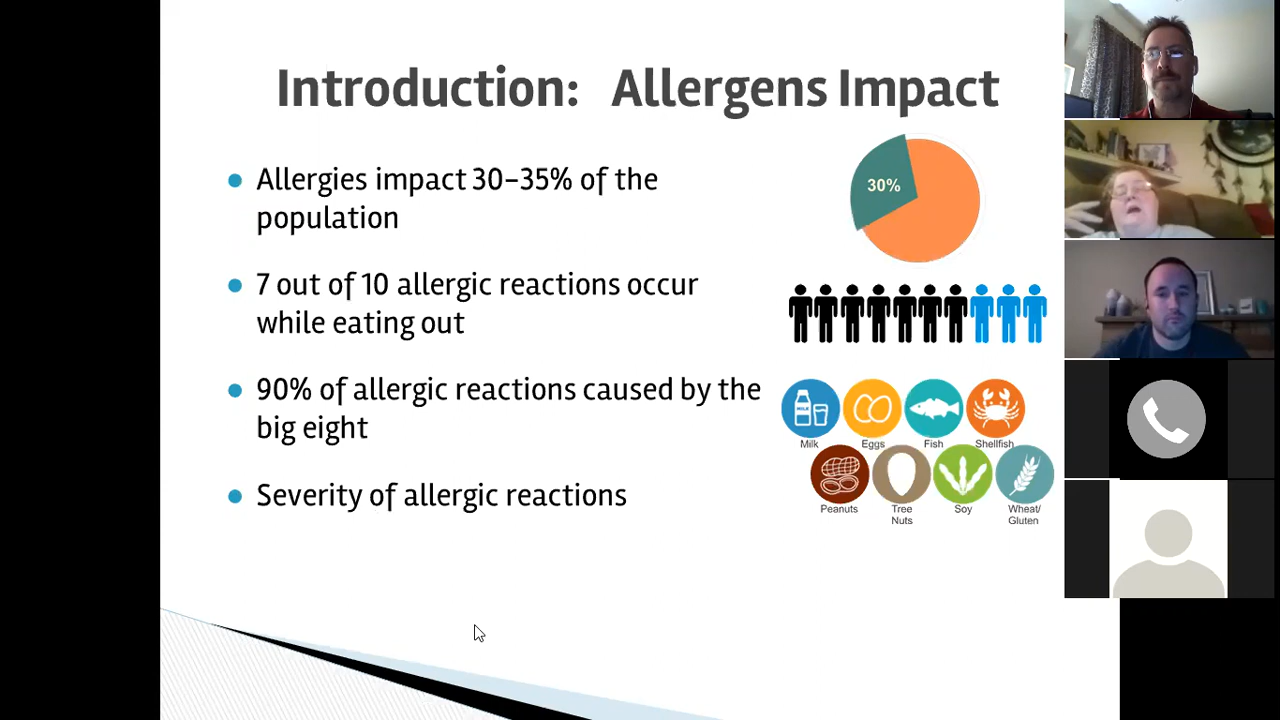 Introduction: Allergens Impact
Allergies impact 30–35% of the
population
7 out of 10 allergic reactions occur
while eating out
90% of allergic reactions caused by the
big eight
Severity of allergic reactions
30%
MILK
Milk
Eggs
Fish
Shellfish
Peanuts
Tree
Nuts
Soy
Wheat/
Gluten